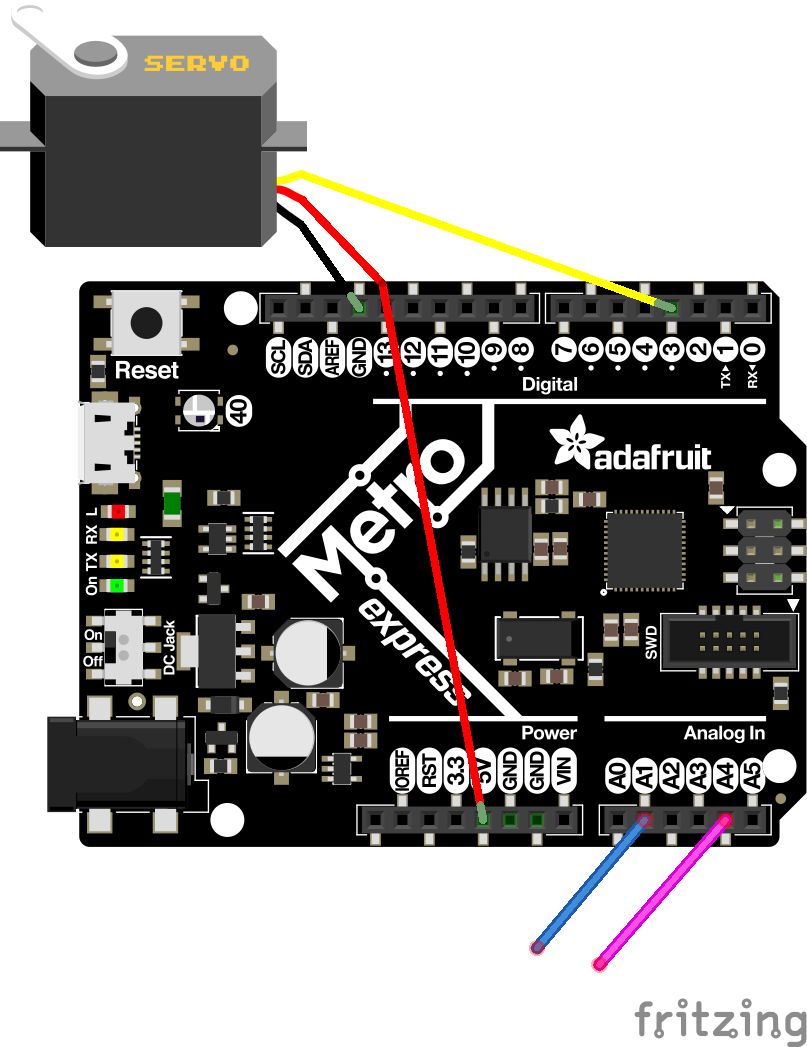 SERVO
SCL SDA AREF GND 13 12 11 10 9 8 7 6 5 4 3 2 1 0
TX▸ RX◂
Reset
Digital
40
Metro
express
adafruit
L
RX
TX
On
On
Off
DC Jack
SWD
Power
Analog In
IOREF RST 3.3 5V GND GND VIN A0 A1 A2 A3 A4 A5
fritzing